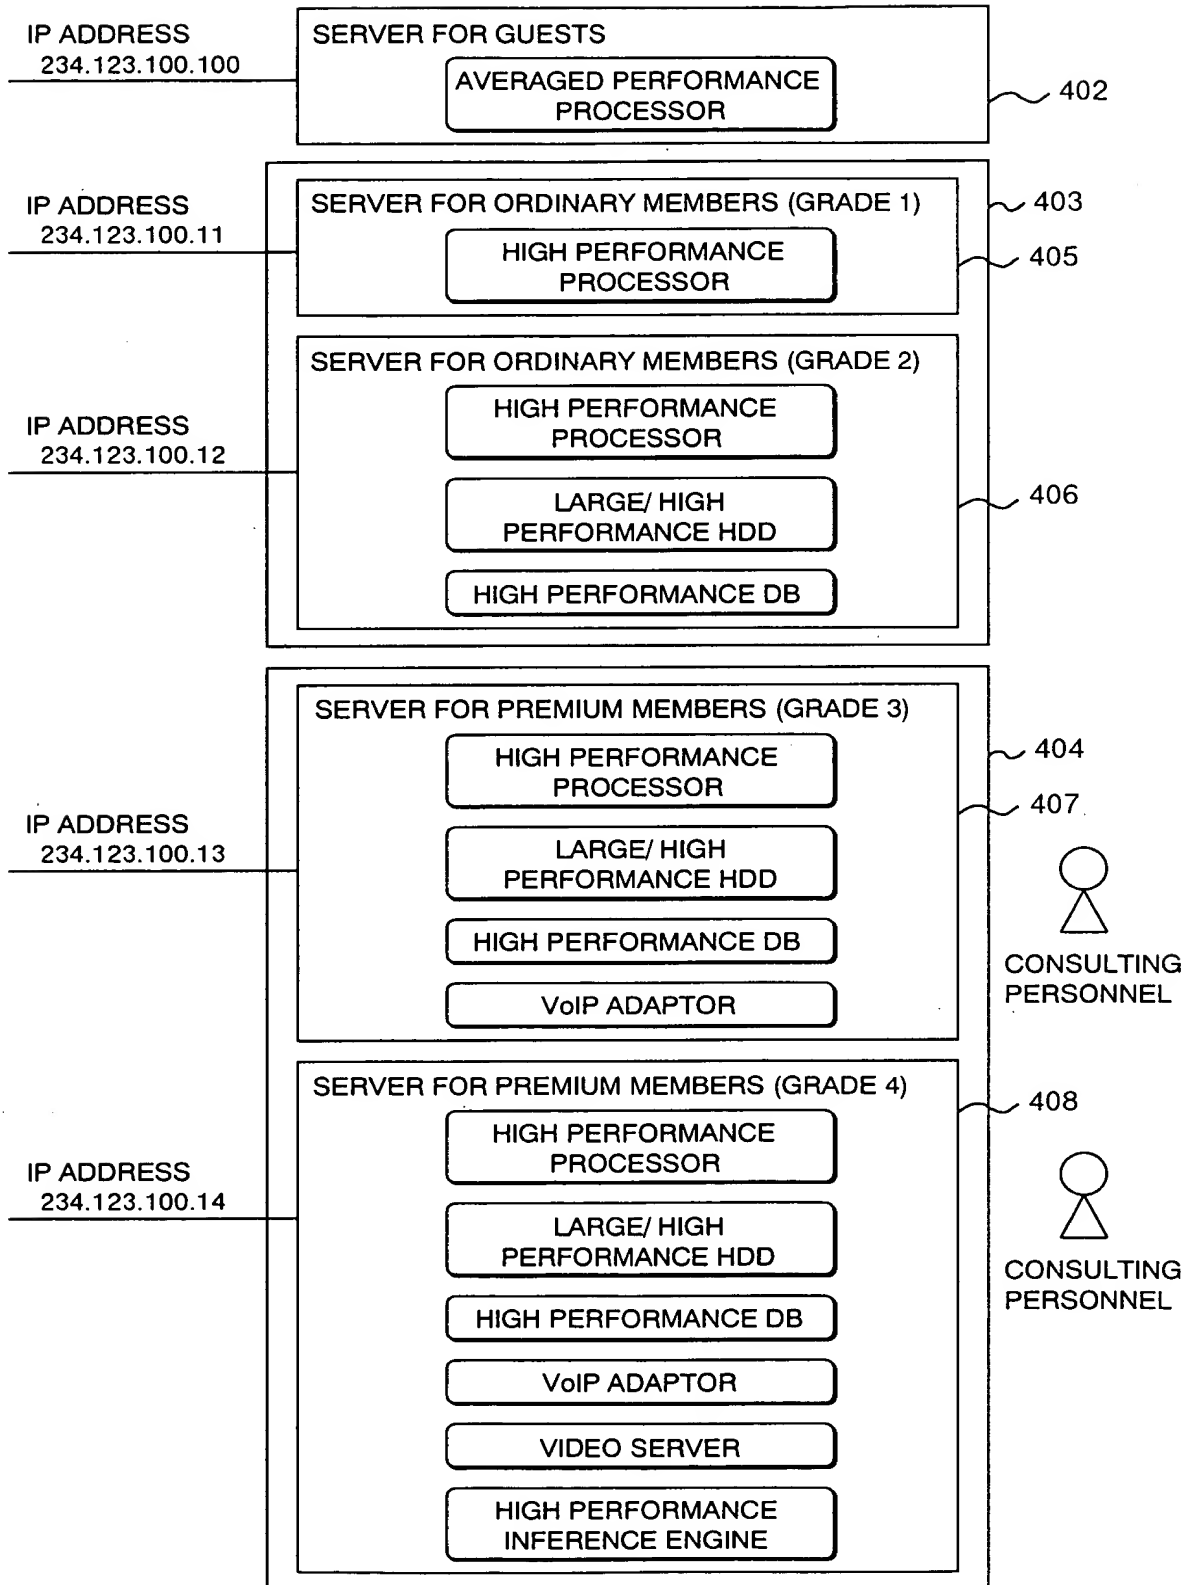 IP ADDRESS
234.123.100.100
SERVER FOR GUESTS
AVERAGED PERFORMANCE
PROCESSOR
402
IP ADDRESS
234.123.100.11
SERVER FOR ORDINARY MEMBERS (GRADE 1)
HIGH PERFORMANCE
PROCESSOR
403
405
IP ADDRESS
234.123.100.12
SERVER FOR ORDINARY MEMBERS (GRADE 2)
HIGH PERFORMANCE
PROCESSOR
LARGE/ HIGH
PERFORMANCE HDD
HIGH PERFORMANCE DB
406
IP ADDRESS
234.123.100.13
SERVER FOR PREMIUM MEMBERS (GRADE 3)
HIGH PERFORMANCE
PROCESSOR
LARGE/ HIGH
PERFORMANCE HDD
HIGH PERFORMANCE DB
VoIP ADAPTOR
404
407
CONSULTING
PERSONNEL
IP ADDRESS
234.123.100.14
SERVER FOR PREMIUM MEMBERS (GRADE 4)
HIGH PERFORMANCE
PROCESSOR
LARGE/ HIGH
PERFORMANCE HDD
HIGH PERFORMANCE DB
VoIP ADAPTOR
VIDEO SERVER
HIGH PERFORMANCE
INFERENCE ENGINE
408
CONSULTING
PERSONNEL